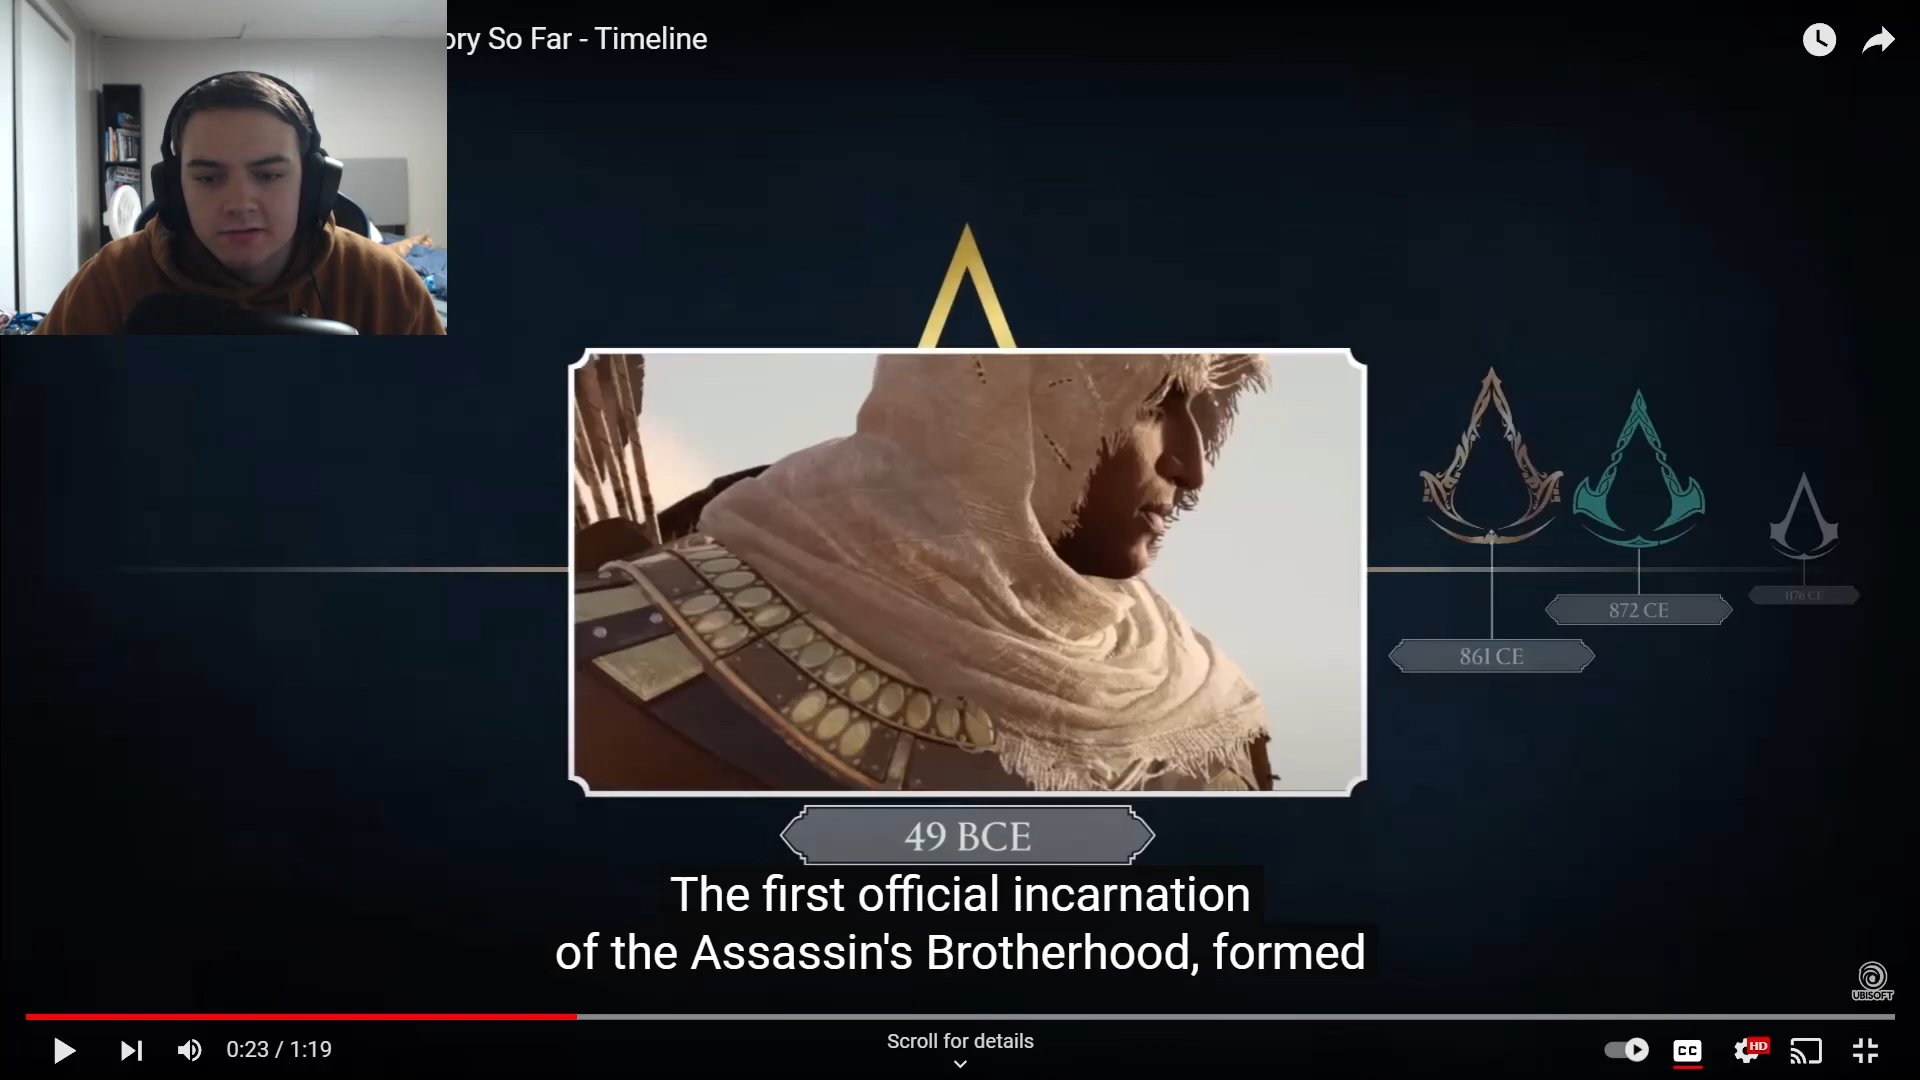 ory So Far - Timeline
872 CE
861 CE
49 BCE
The first official incarnation
of the Assassin's Brotherhood, formed
UBISOFT
0:23 / 1:19
Scroll for details
CC
HD